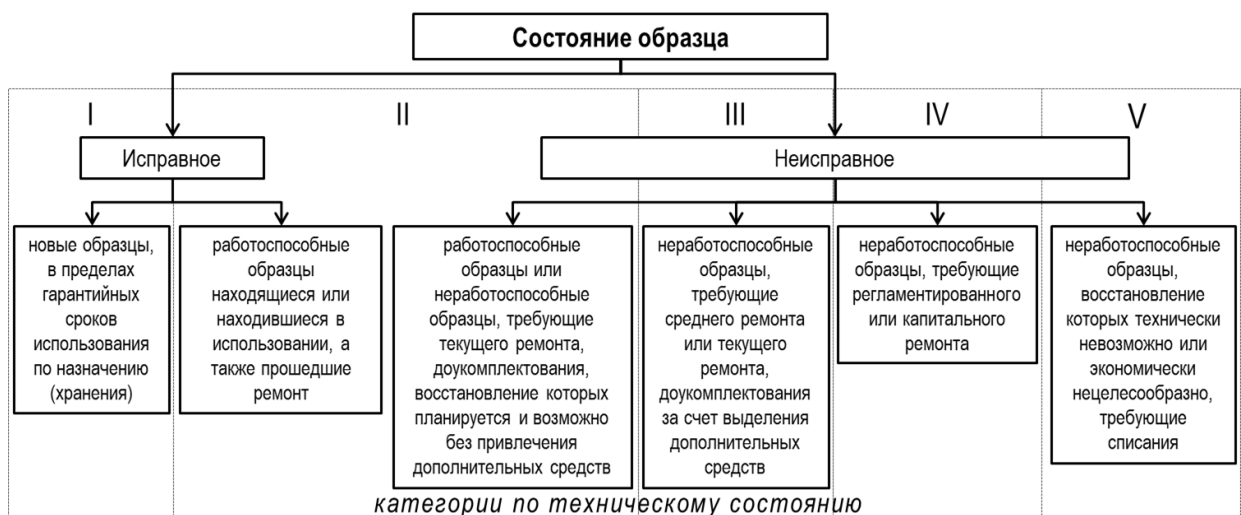 Состояние образца
I
II
III
IV
V
Исправное
Неисправное
новые образцы,
в пределах
гарантийных
сроков
использования
по назначению
(хранения)
работоспособные
образцы
находящиеся или
находившиеся в
использовании, а
также прошедшие
ремонт
работоспособные
образцы или
неработоспособные
образцы, требующие
текущего ремонта,
доукомплектования,
восстановление которых
планируется и возможно
без привлечения
дополнительных средств
неработоспособные
образцы,
требующие
среднего ремонта
или текущего
ремонта,
доукомплектования
за счет выделения
дополнительных
средств
неработоспособные
образцы, требующие
регламентированного
или капитального
ремонта
неработоспособные
образцы,
восстановление
которых технически
невозможно или
экономически
нецелесообразно,
требующие
списания
категории по техническому состоянию